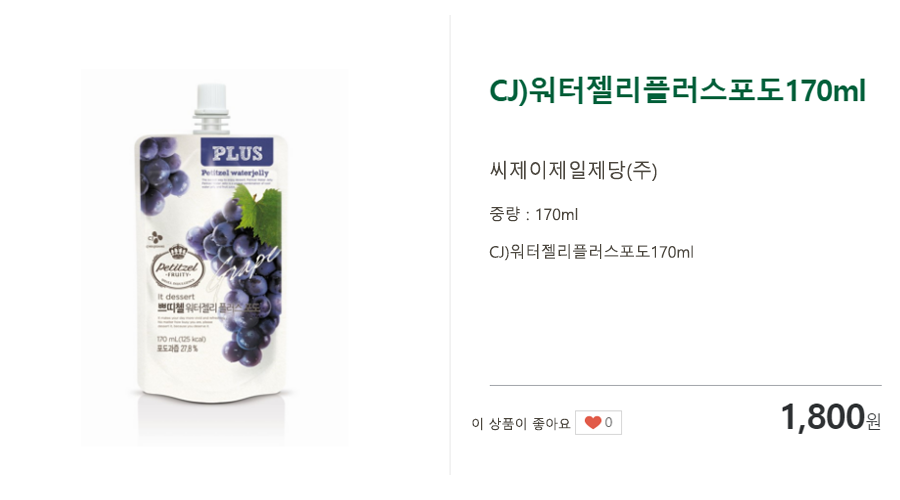 PLUS
Petitzel waterjelly
Grape
Petitzel
·FRUITY·
It dessert
쁘띠첼 워터젤리 플러스 포도
170 mL(125 kcal)
포도과즙 27.8 %
CJ)워터젤리플러스포도170ml
씨제이제일제당(주)
중량 : 170ml
CJ)워터젤리플러스포도170ml
이 상품이 좋아요 0
1,800원